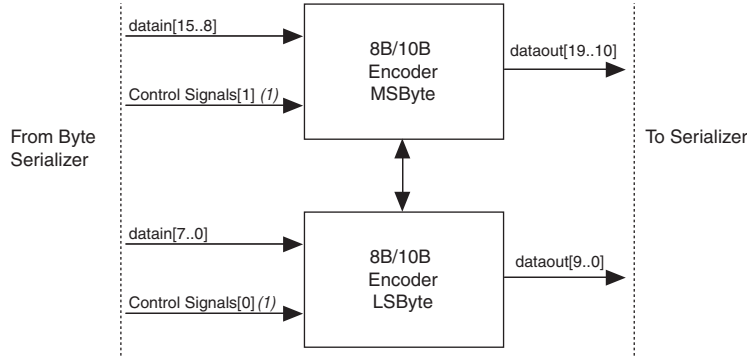 datain[15..8]
8B/10B
Encoder
MSByte
dataout[19..10]
Control Signals[1] (1)
From Byte
Serializer
To Serializer
datain[7..0]
8B/10B
Encoder
LSByte
dataout[9..0]
Control Signals[0] (1)